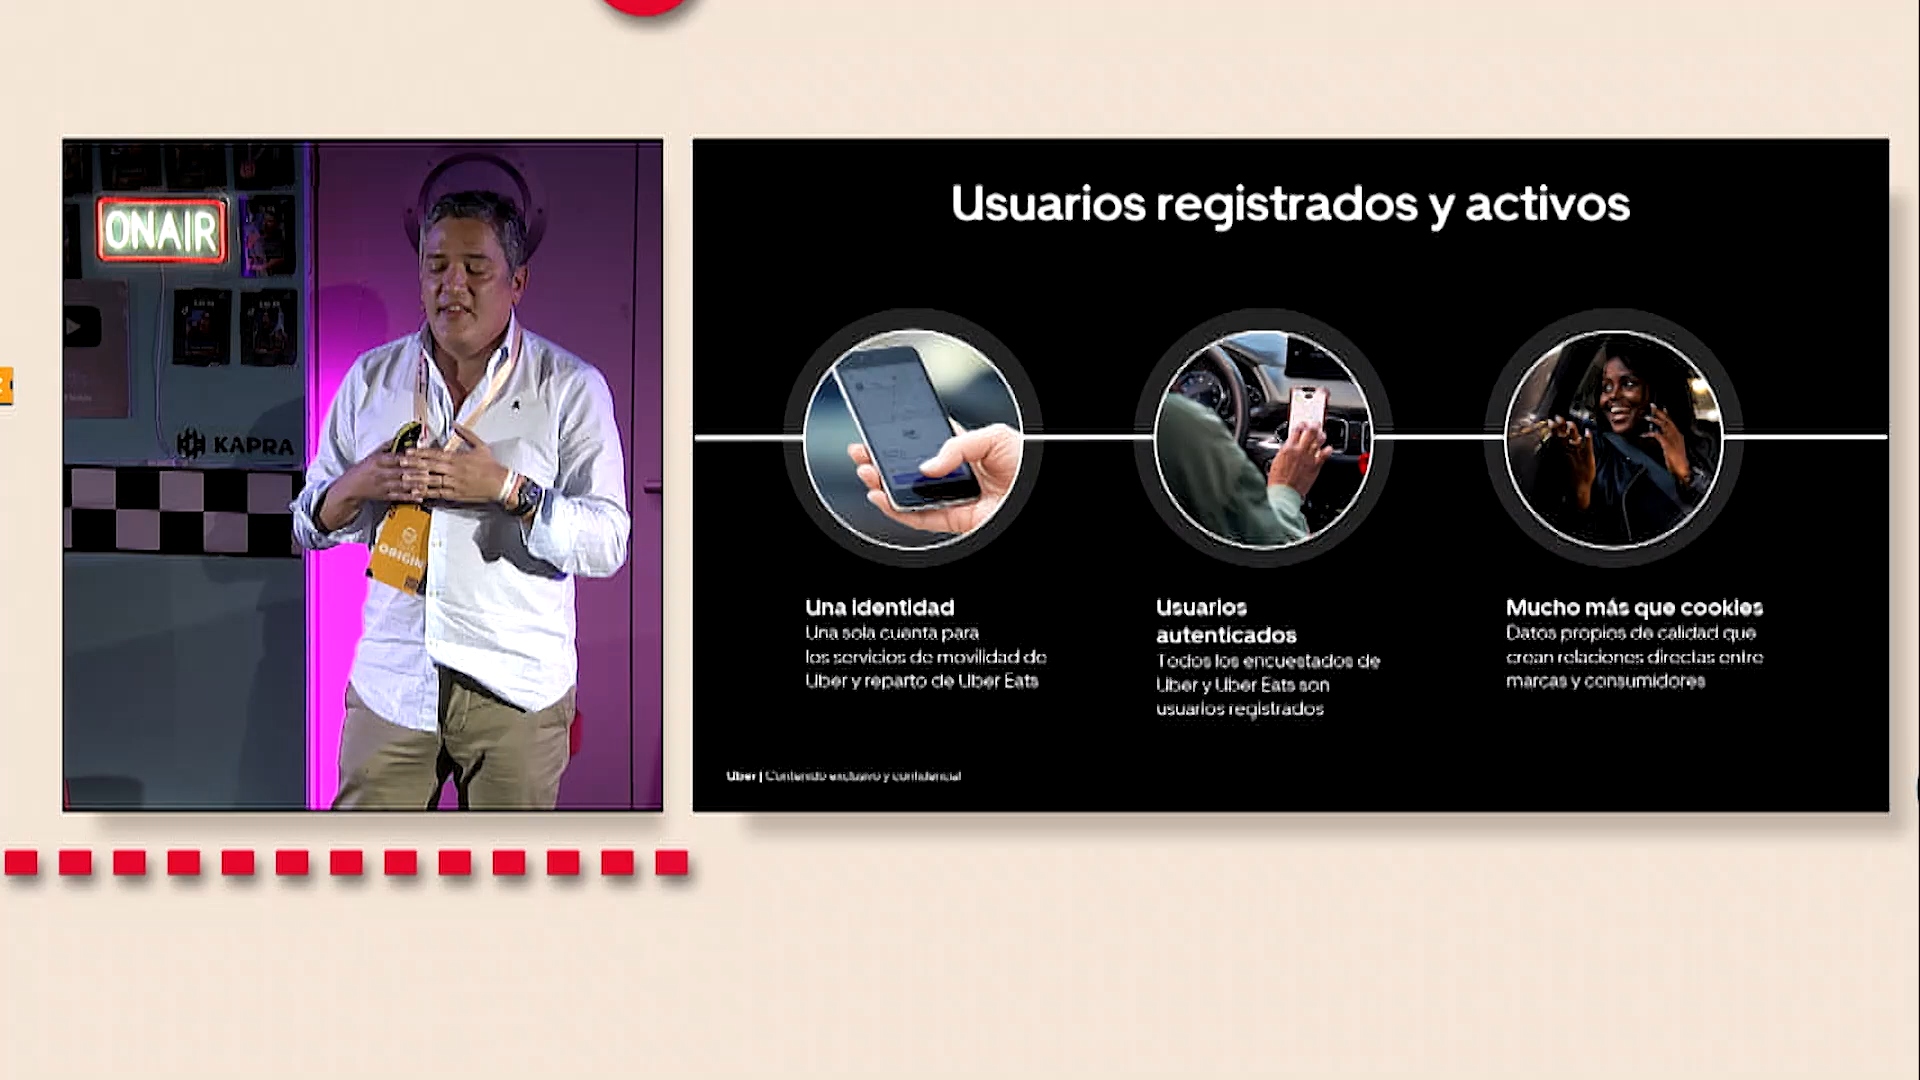 ONAIR
KAPRA
ORIGIN
Usuarios registrados y activos
Una identidad
Una sola cuenta para
los servicios de movilidad de
Uber y reparto de Uber Eats
Usuarios
autenticados
Todos los encuestados de
Uber y Uber Eats son
usuarios registrados
Mucho más que cookies
Datos propios de calidad que
crean relaciones directas entre
marcas y consumidores
Uber | Contenido exclusivo y confidencial